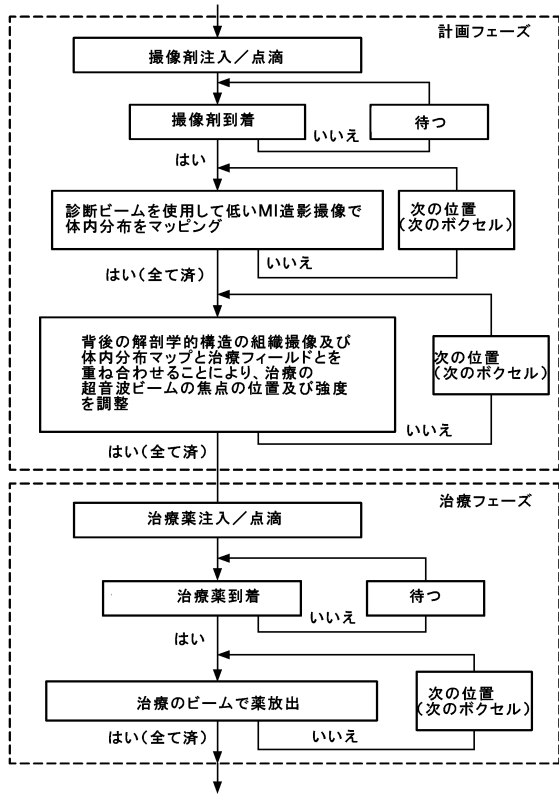 計画フェーズ
撮像剤注入／点滴
撮像剤到着
待つ
いいえ
はい
診断ビームを使用して低いMI造影撮像で
体内分布をマッピング
次の位置
(次のボクセル)
いいえ
はい(全て済)
背後の解剖学的構造の組織撮像及び
体内分布マップと治療フィールドとを
重ね合わせることにより、治療の
超音波ビームの焦点の位置及び強度
を調整
次の位置
(次のボクセル)
いいえ
はい(全て済)
治療フェーズ
治療薬注入／点滴
治療薬到着
待つ
いいえ
はい
治療のビームで薬放出
次の位置
(次のボクセル)
はい(全て済)
いいえ